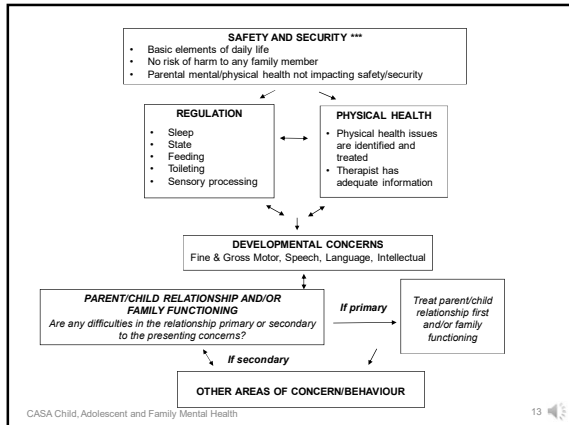 SAFETY AND SECURITY ***
• Basic elements of daily life
• No risk of harm to any family member
• Parental mental/physical health not impacting safety/security
REGULATION
• Sleep
• State
• Feeding
• Toileting
• Sensory processing
PHYSICAL HEALTH
• Physical health issues
are identified and
treated
• Therapist has
adequate information
DEVELOPMENTAL CONCERNS
Fine & Gross Motor, Speech, Language, Intellectual
PARENT/CHILD RELATIONSHIP AND/OR
FAMILY FUNCTIONING
Are any difficulties in the relationship primary or secondary
to the presenting concerns?
If primary
Treat parent/child
relationship first
and/or family
functioning
If secondary
OTHER AREAS OF CONCERN/BEHAVIOUR
CASA Child, Adolescent and Family Mental Health
13